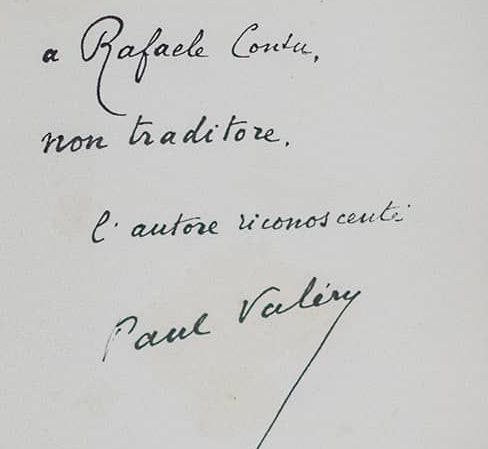 a Rafaele Contu,
non traditore.
l'autore riconoscente
Paul Valéry